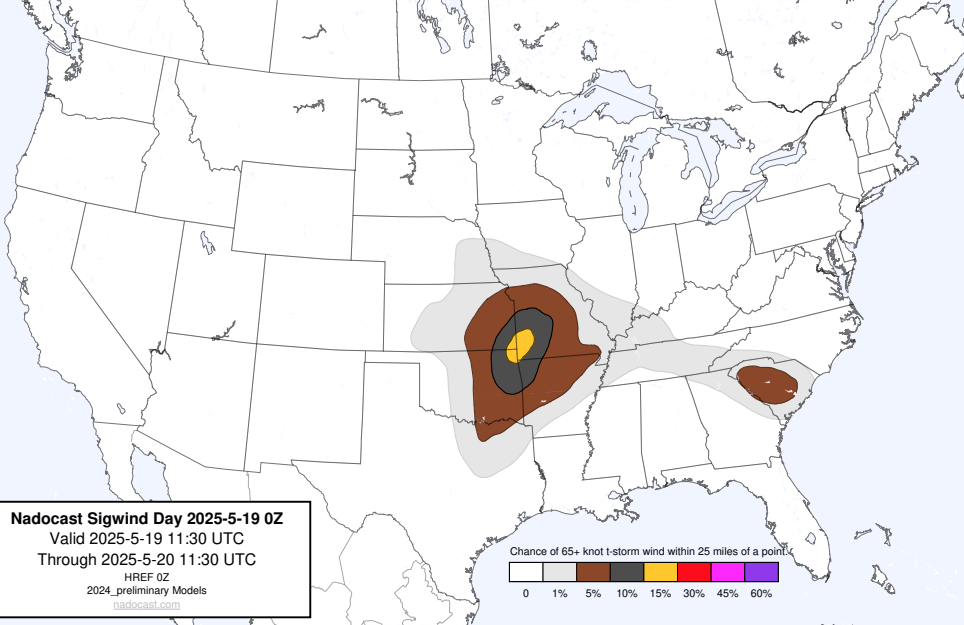 Nadocast Sigwind Day 2025-5-19 0Z
Valid 2025-5-19 11:30 UTC
Through 2025-5-20 11:30 UTC
HREF 0Z
2024_preliminary Models
nadocast.com
Chance of 65+ knot t-storm wind within 25 miles of a point.
0 1% 5% 10% 15% 30% 45% 60%